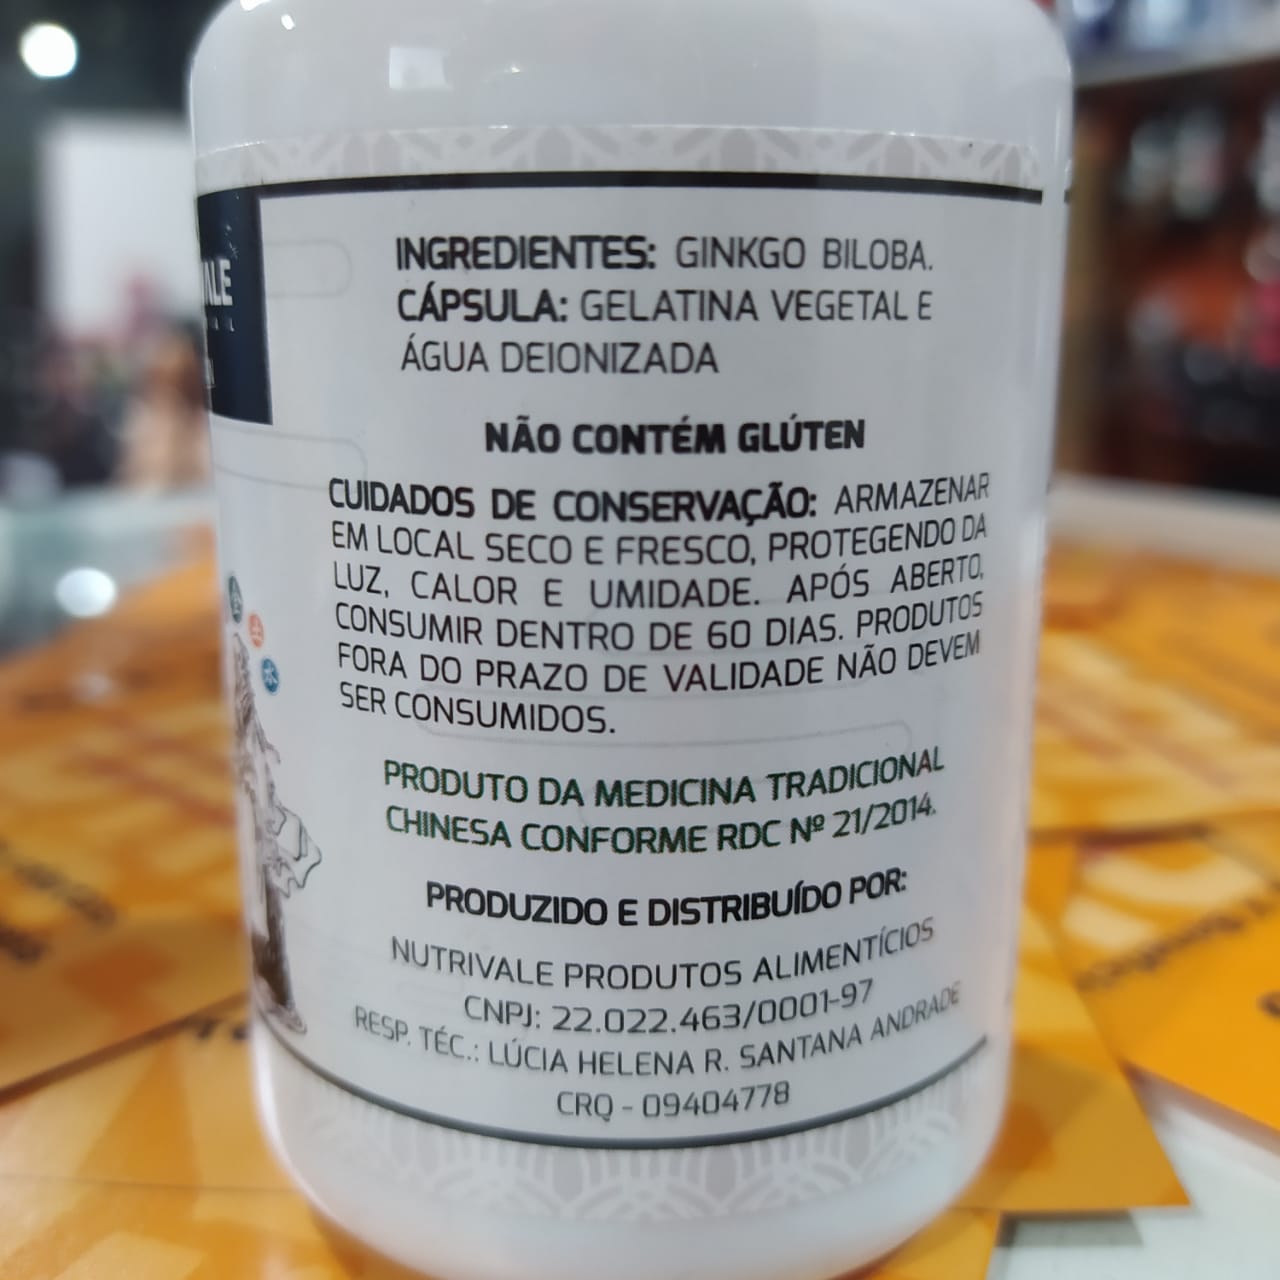 INGREDIENTES: GINKGO BILOBA.
CÁPSULA: GELATINA VEGETAL E
ÁGUA DEIONIZADA
NÃO CONTÉM GLÚTEN
CUIDADOS DE CONSERVAÇÃO: ARMAZENAR
EM LOCAL SECO E FRESCO, PROTEGENDO DA
LUZ, CALOR E UMIDADE. APÓS ABERTO,
CONSUMIR DENTRO DE 60 DIAS. PRODUTOS
FORA DO PRAZO DE VALIDADE NÃO DEVEM
SER CONSUMIDOS.
PRODUTO DA MEDICINA TRADICIONAL
CHINESA CONFORME RDC Nº 21/2014.
PRODUZIDO E DISTRIBUÍDO POR:
NUTRIVALE PRODUTOS ALIMENTÍCIOS
CNPJ: 22.022.463/0001-97
RESP. TÉC.: LÚCIA HELENA R. SANTANA ANDRADE
CRQ - 09404778